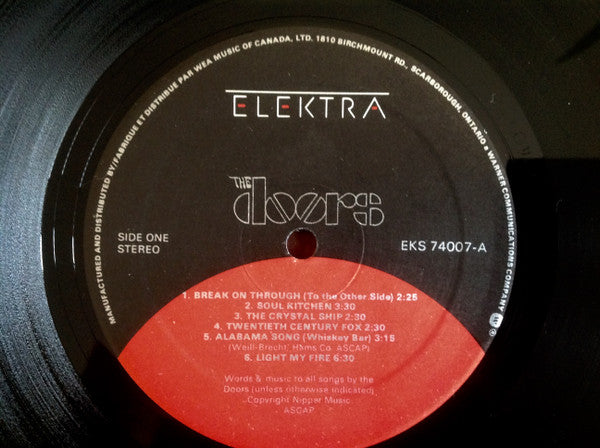 MANUFACTURED AND DISTRIBUTED BY/FABRIQUE ET DISTRIBUE PAR WEA MUSIC OF CANADA, LTD. 1810 BIRCHMOUNT RD., SCARBOROUGH, ONTARIO ● A WARNER COMMUNICATIONS COMPANY
ELEKTRA
THE
doors
SIDE ONE
STEREO
EKS 74007-A
1. BREAK ON THROUGH (To the Other Side) 2:25
2. SOUL KITCHEN 3:30
3. THE CRYSTAL SHIP 2:30
4. TWENTIETH CENTURY FOX 2:30
5. ALABAMA SONG (Whiskey Bar) 3:15
(Weill-Brecht, Harns Co. ASCAP)
6. LIGHT MY FIRE 6:30
Words & music to all songs by the
Doors (unless otherwise indicated)
Copyright Nipper Music
ASCAP